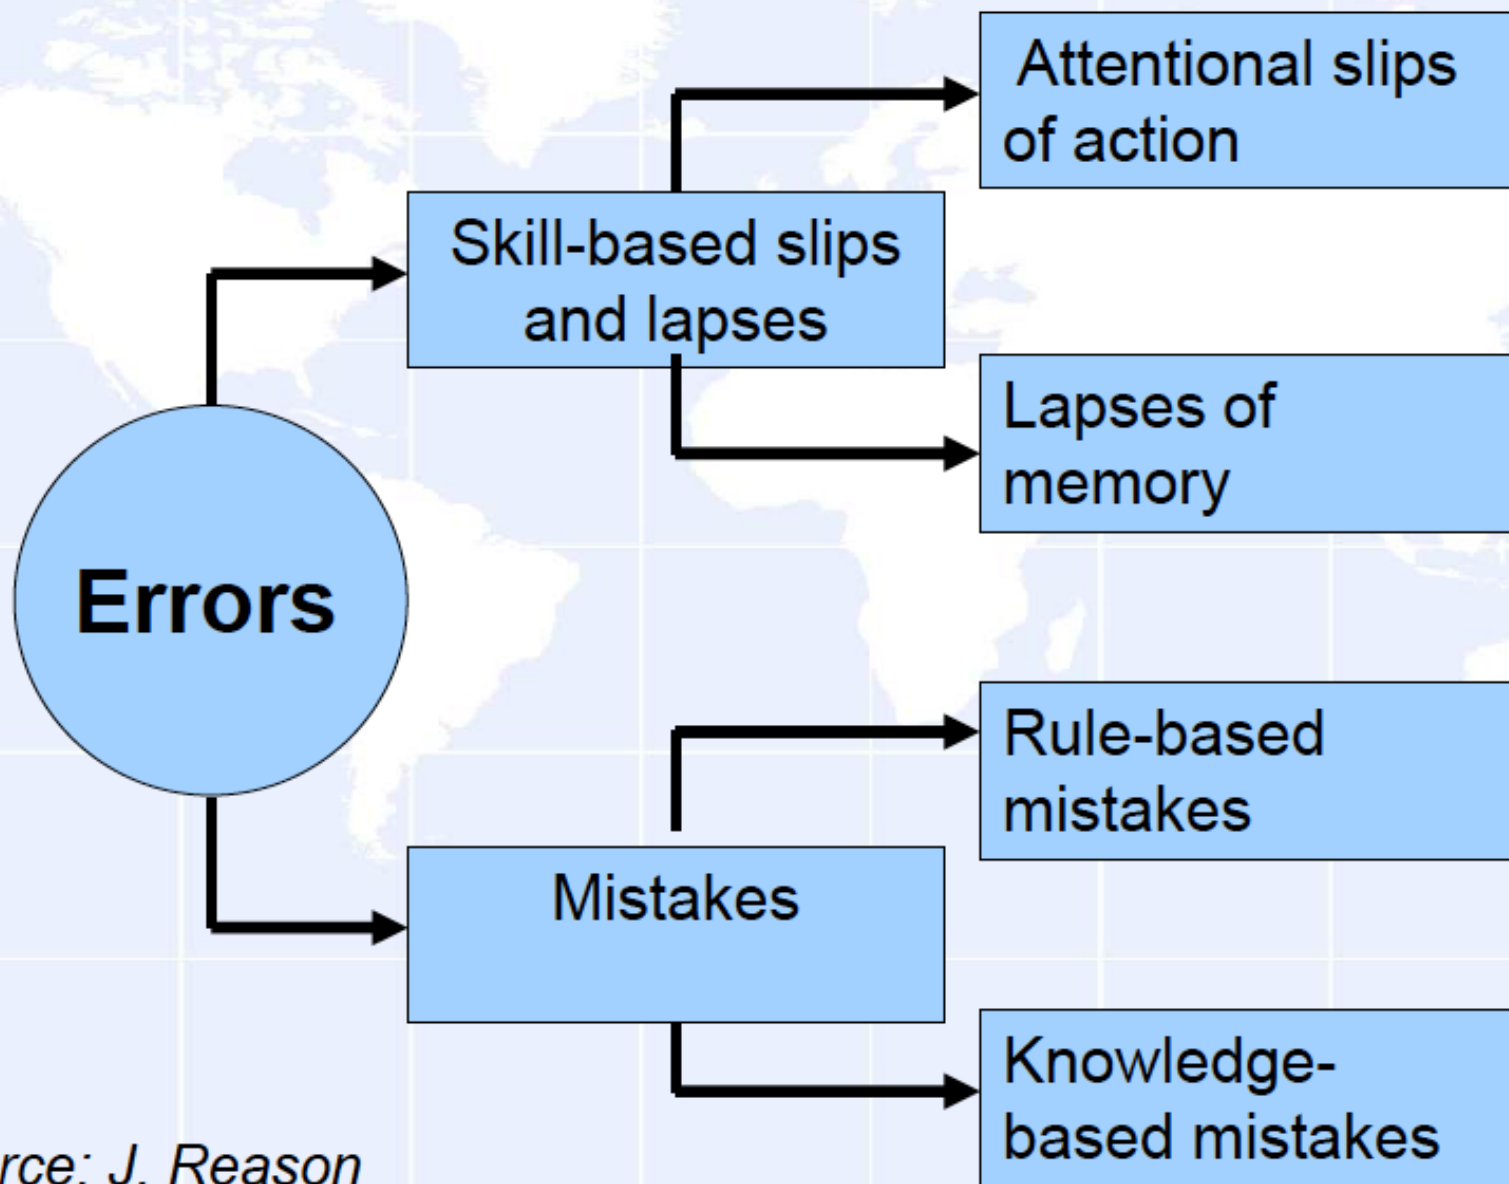 Attentional slips
of action
Skill-based slips
and lapses
Lapses of
memory
Errors
Rule-based
mistakes
Mistakes
Knowledge-
based mistakes
rce: J. Reason